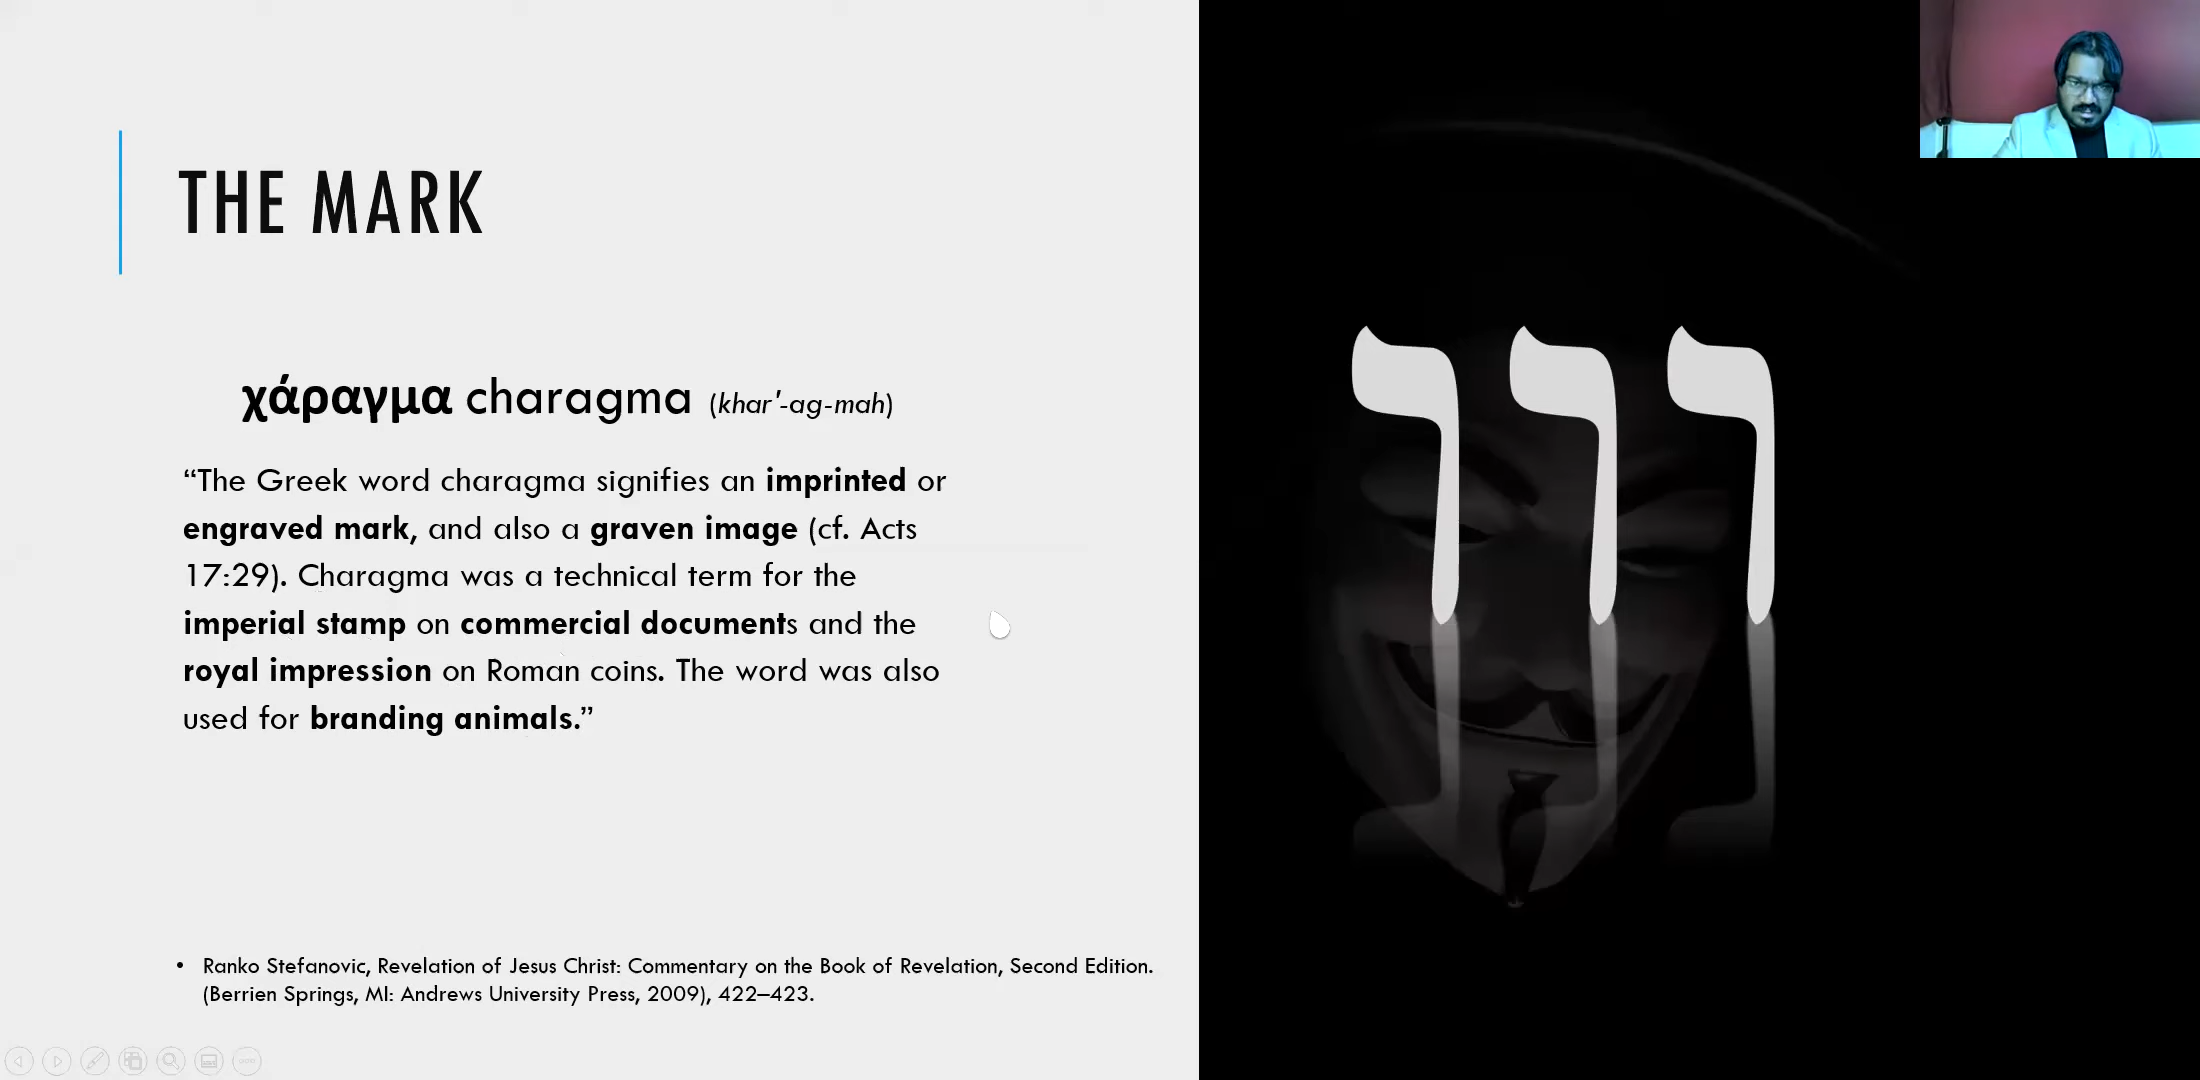 THE MARK
χάραγμα charagma (khar'-ag-mah)
“The Greek word charagma signifies an imprinted or
engraved mark, and also a graven image (cf. Acts
17:29). Charagma was a technical term for the
imperial stamp on commercial documents and the
royal impression on Roman coins. The word was also
used for branding animals.”
• Ranko Stefanovic, Revelation of Jesus Christ: Commentary on the Book of Revelation, Second Edition.
(Berrien Springs, MI: Andrews University Press, 2009), 422–423.
ווו